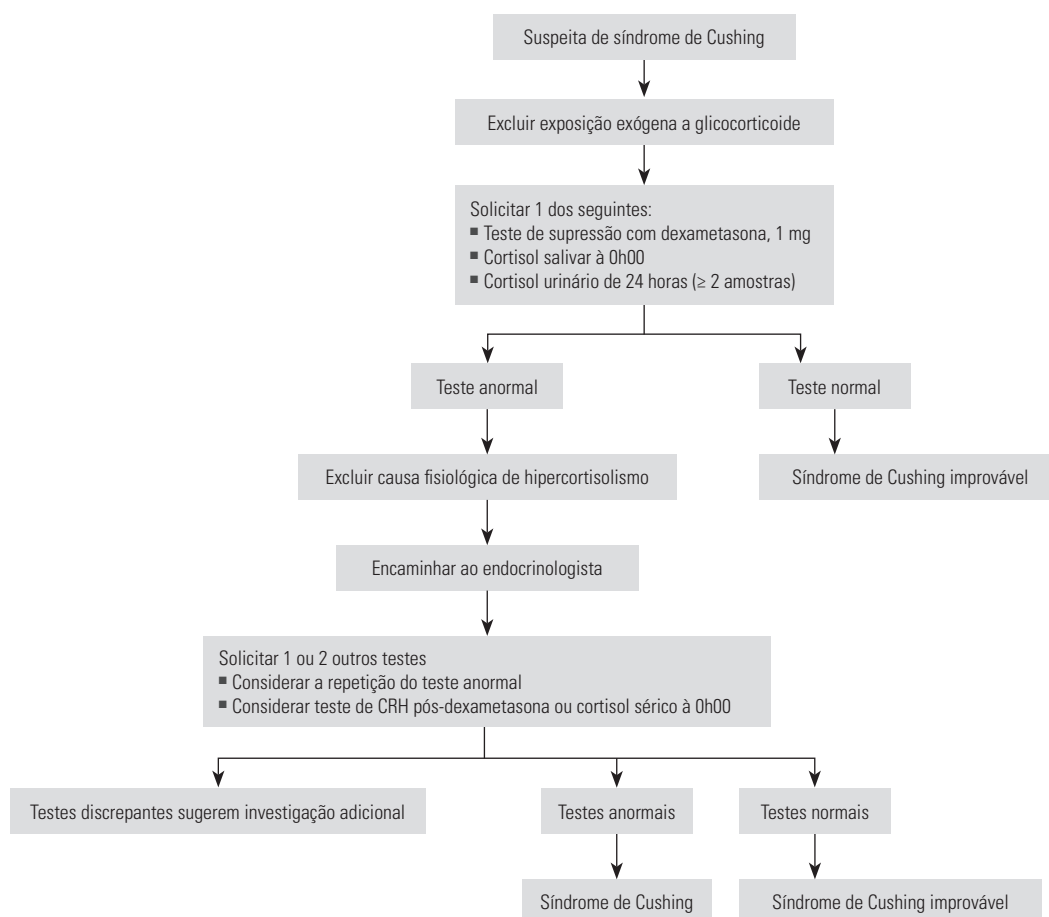 Suspeita de síndrome de Cushing
Excluir exposição exógena a glicocorticoide
Solicitar 1 dos seguintes:
■ Teste de supressão com dexametasona, 1 mg
■ Cortisol salivar à 0h00
■ Cortisol urinário de 24 horas (≥ 2 amostras)
Teste anormal
Teste normal
Excluir causa fisiológica de hipercortisolismo
Síndrome de Cushing improvável
Encaminhar ao endocrinologista
Solicitar 1 ou 2 outros testes
■ Considerar a repetição do teste anormal
■ Considerar teste de CRH pós-dexametasona ou cortisol sérico à 0h00
Testes discrepantes sugerem investigação adicional
Testes anormais
Testes normais
Síndrome de Cushing
Síndrome de Cushing improvável